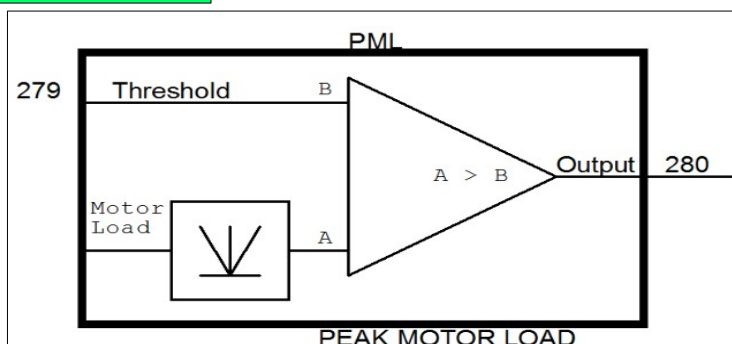 PML
279 Threshold B
A > B Output 280
Motor
Load
A
PEAK MOTOR LOAD